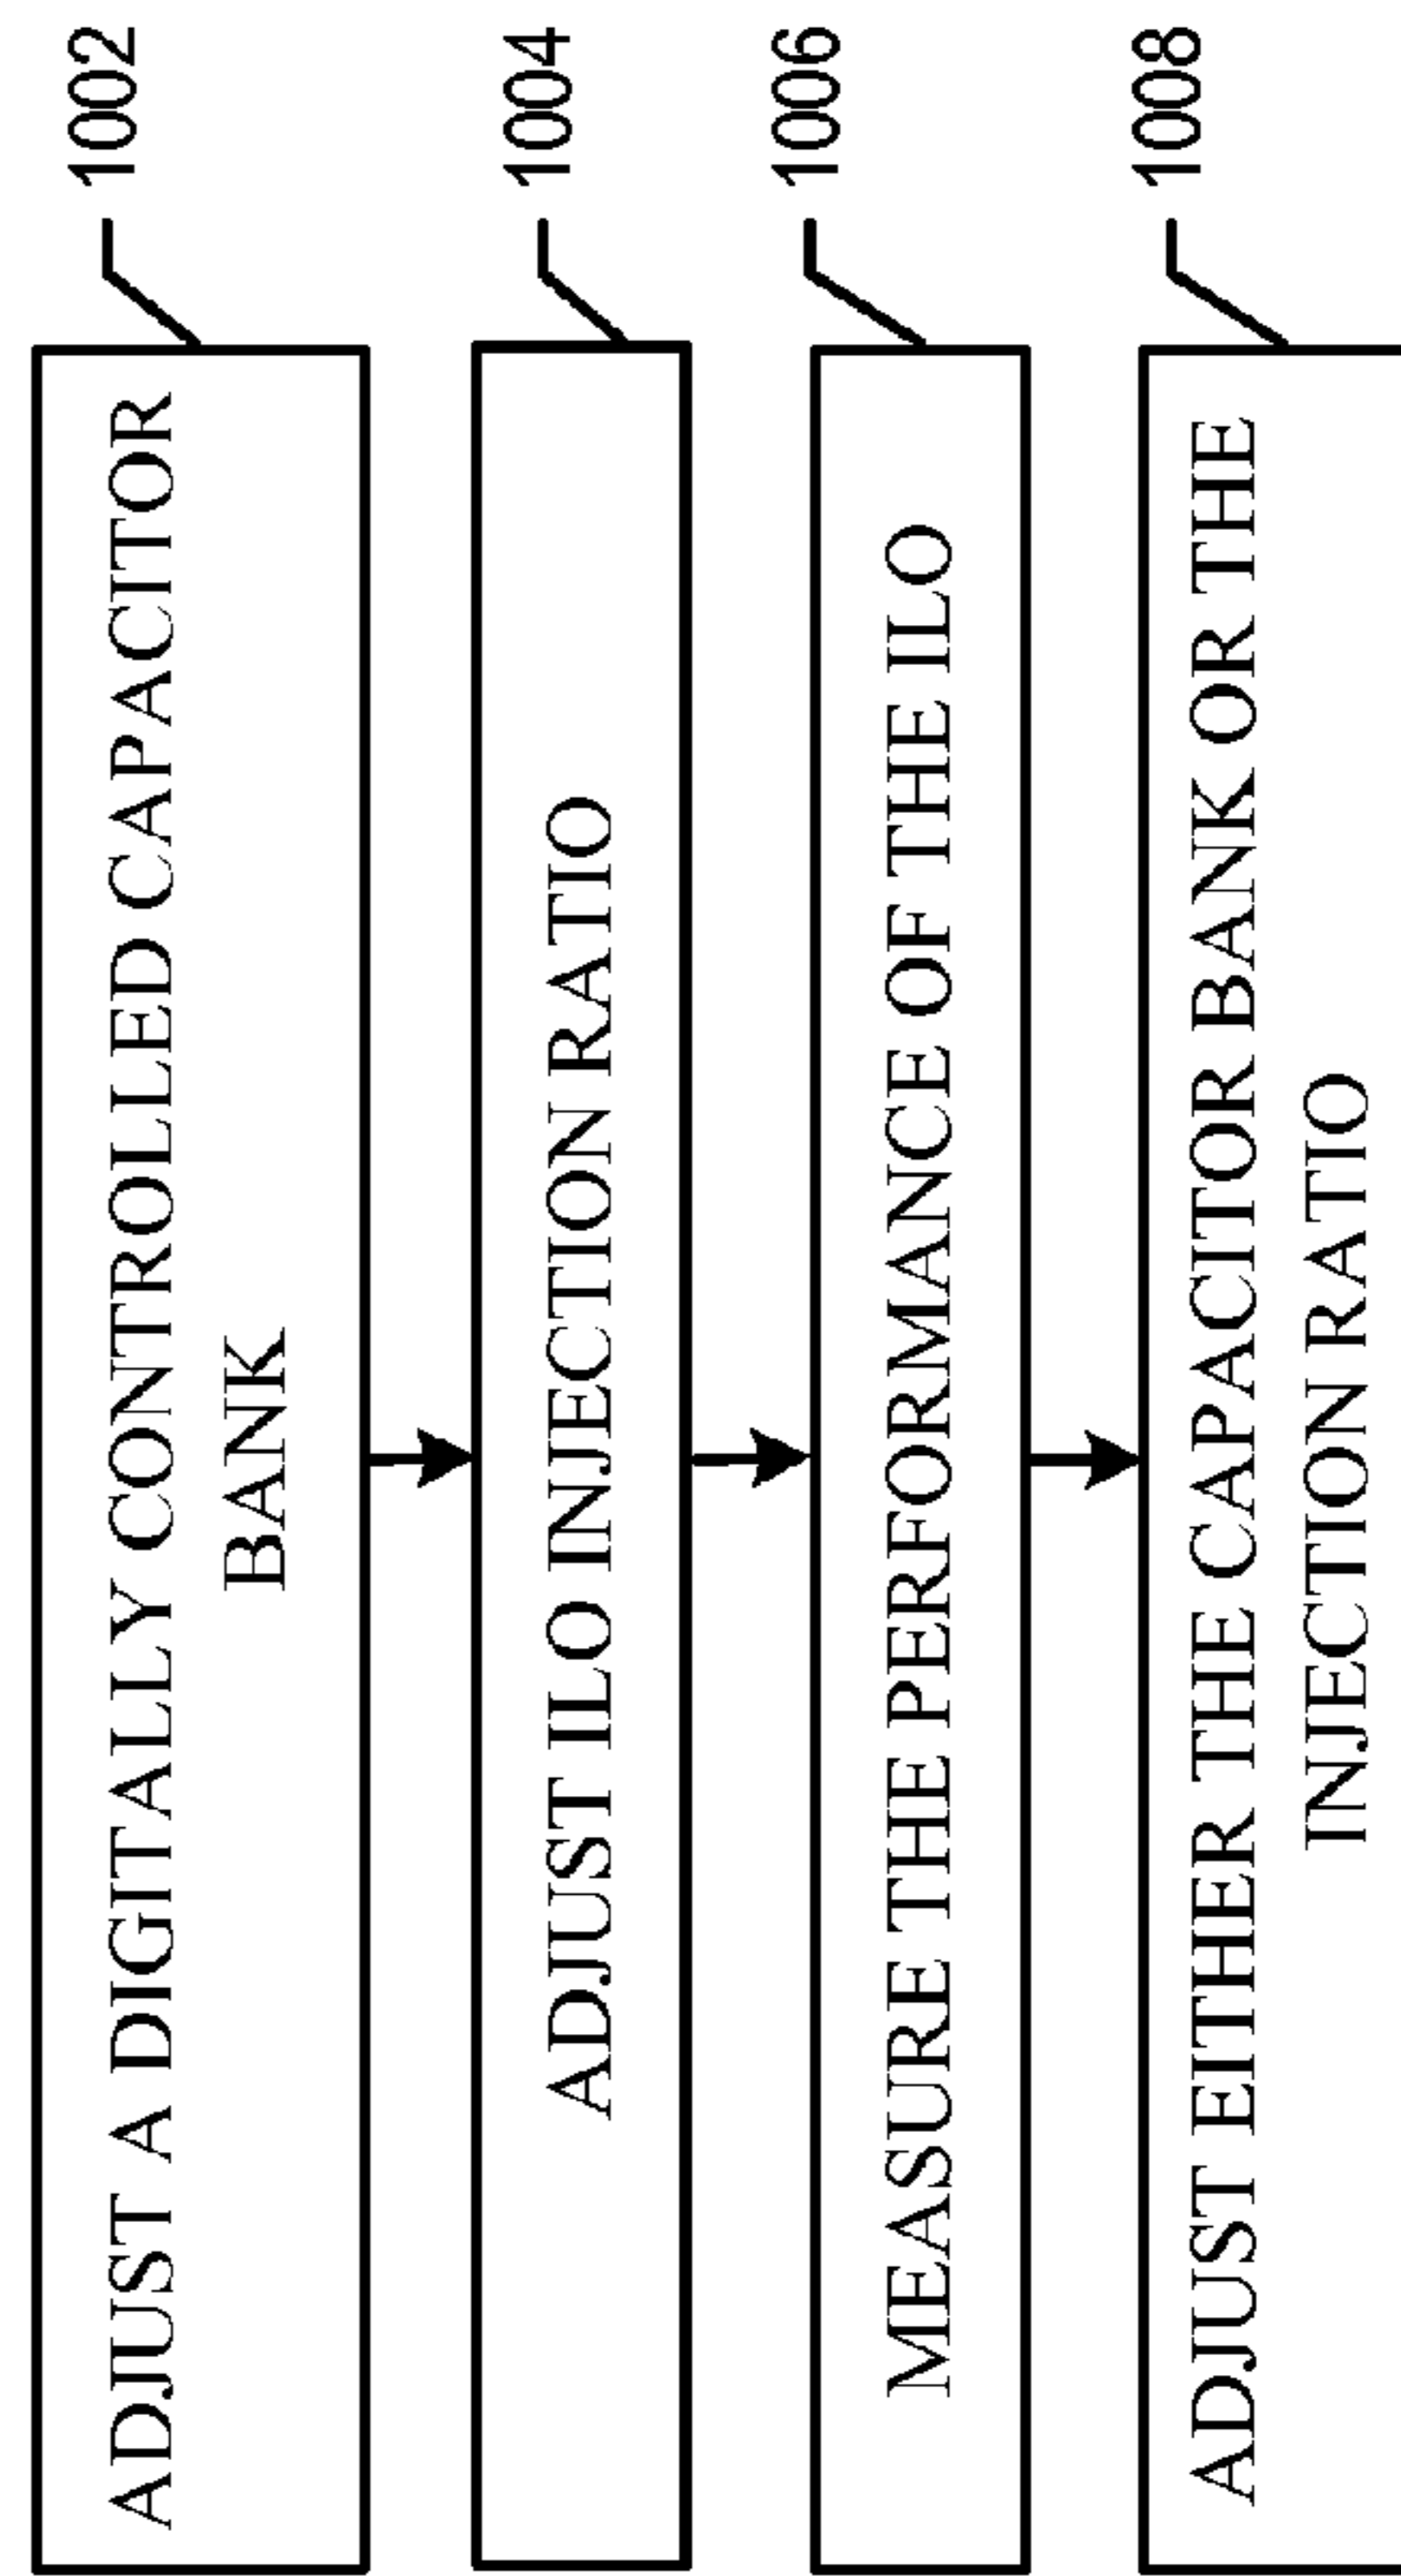 ADJUST A DIGITALLY CONTROLLED CAPACITOR
BANK
1002
ADJUST ILO INJECTION RATIO
1004
MEASURE THE PERFORMANCE OF THE ILO
1006
ADJUST EITHER THE CAPACITOR BANK OR THE
INJECTION RATIO
1008